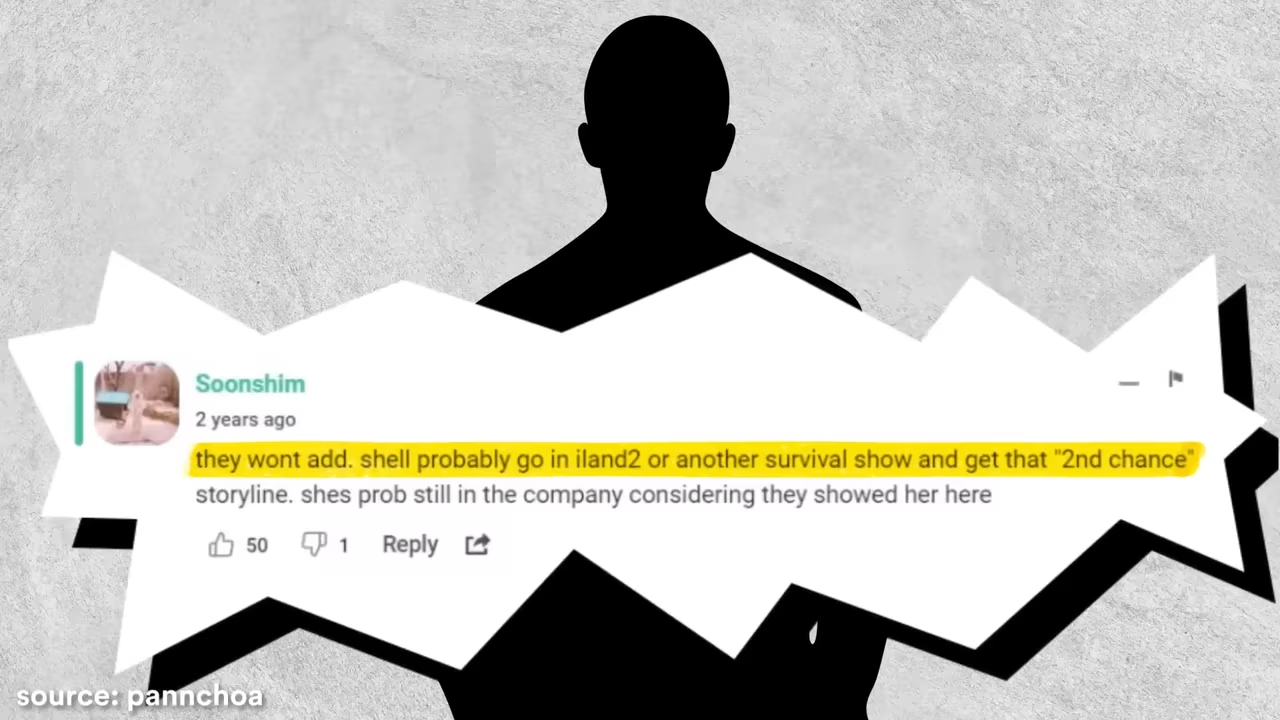 Soonshim
2 years ago
they wont add. shell probably go in iland2 or another survival show and get that "2nd chance"
storyline. shes prob still in the company considering they showed her here
50 1 Reply
source: pannchoa